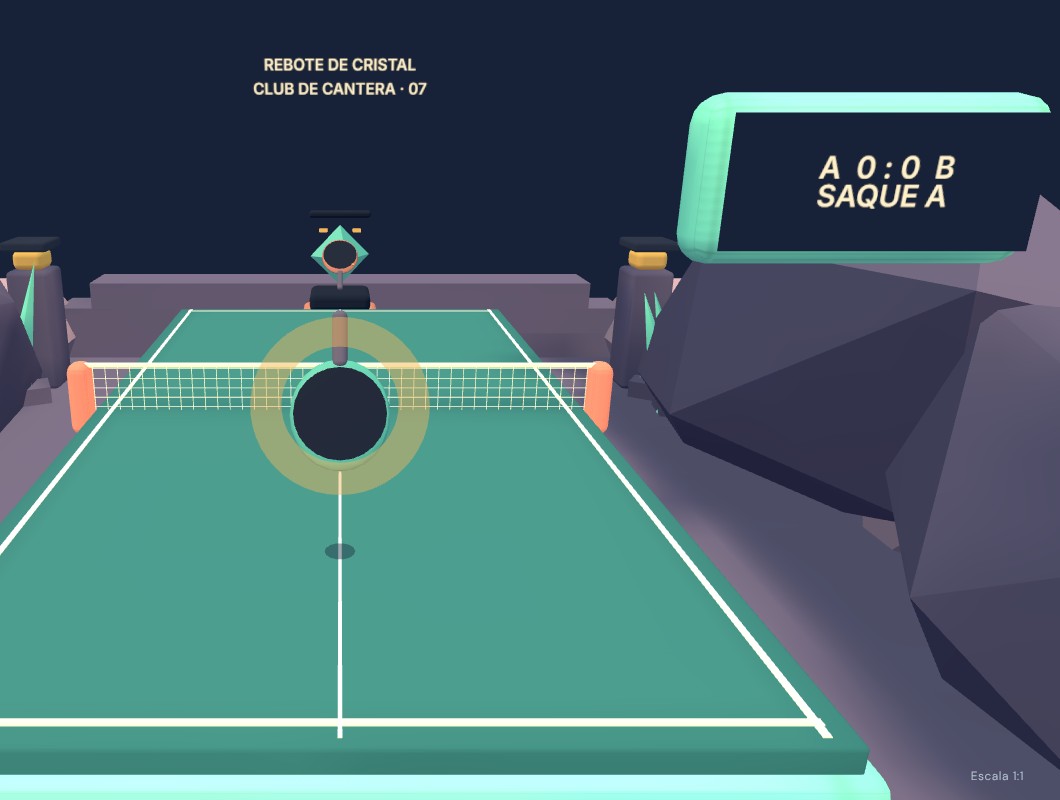 REBOTE DE CRISTAL
CLUB DE CANTERA · 07
A 0:0 B
SAQUE A
Escala 1:1